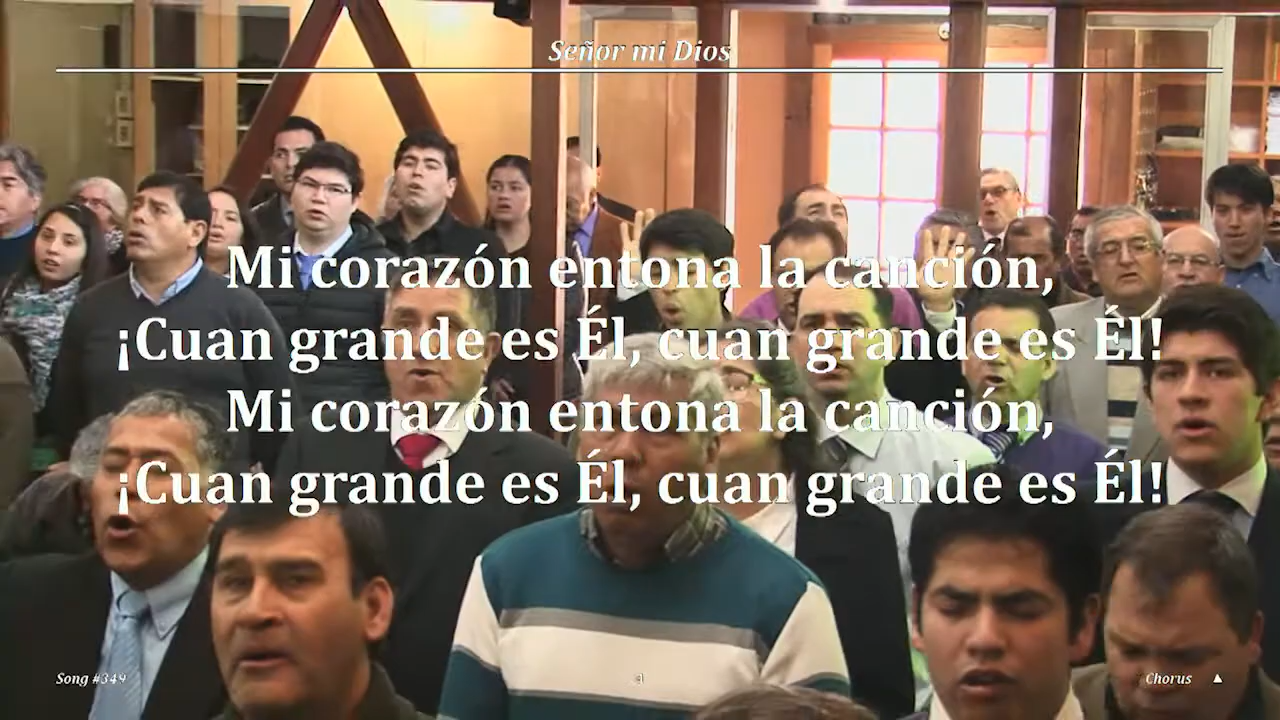 Señor mi Dios
Mi corazón entona la canción,
¡Cuan grande es Él, cuan grande es Él!
Mi corazón entona la canción,
¡Cuan grande es Él, cuan grande es Él!
Song #349
Chorus ▲